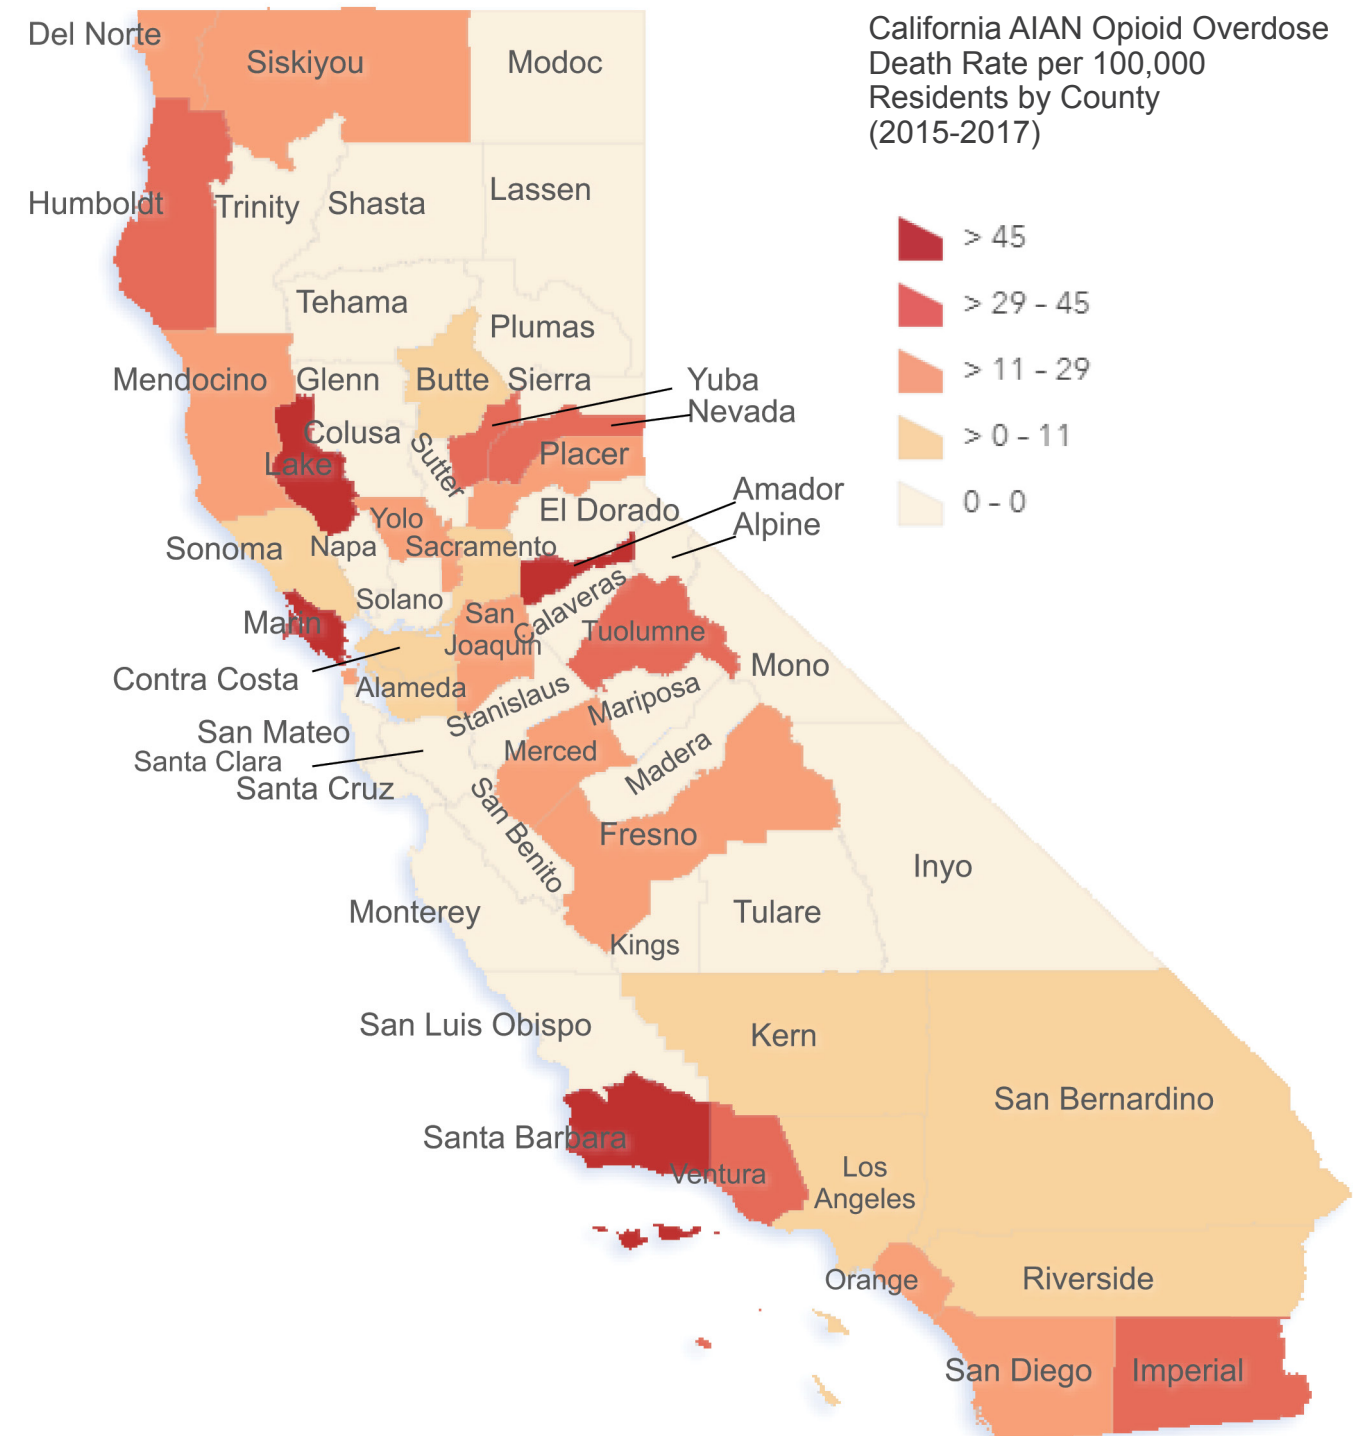 California AIAN Opioid Overdose
Death Rate per 100,000
Residents by County
(2015-2017)
> 45
> 29 - 45
> 11 - 29
> 0 - 11
0 - 0
Del Norte
Siskiyou
Modoc
Humboldt
Trinity
Shasta
Lassen
Tehama
Plumas
Mendocino
Glenn
Butte
Sierra
Yuba
Nevada
Colusa
Sutter
Placer
Lake
Amador
El Dorado
Alpine
Yolo
Sonoma
Napa
Sacramento
Solano
Calaveras
Marin
San
Joaquin
Tuolumne
Mono
Contra Costa
Alameda
Stanislaus
Mariposa
San Mateo
Merced
Madera
Santa Clara
Santa Cruz
San Benito
Fresno
Inyo
Monterey
Tulare
Kings
San Luis Obispo
Kern
San Bernardino
Santa Barbara
Ventura
Los
Angeles
Orange
Riverside
San Diego
Imperial